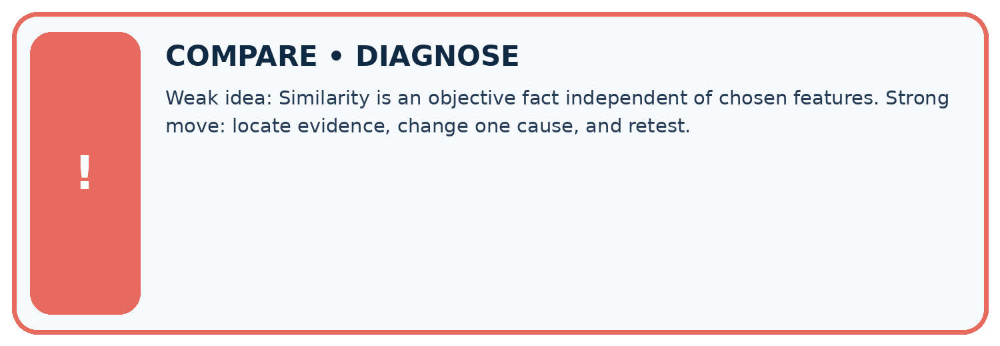 COMPARE • DIAGNOSE
Weak idea: Similarity is an objective fact independent of chosen features. Strong
move: locate evidence, change one cause, and retest.
!